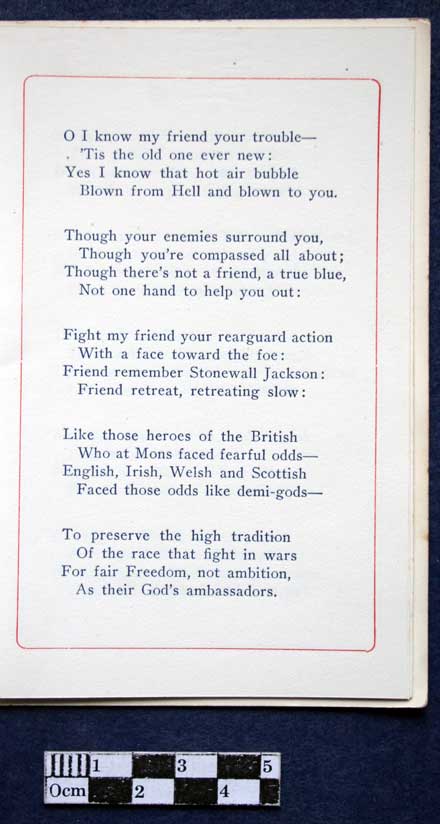 O I know my friend your trouble—
'Tis the old one ever new:
Yes I know that hot air bubble
Blown from Hell and blown to you.

Though your enemies surround you,
Though you're compassed all about;
Though there's not a friend, a true blue,
Not one hand to help you out:

Fight my friend your rearguard action
With a face toward the foe:
Friend remember Stonewall Jackson:
Friend retreat, retreating slow:

Like those heroes of the British
Who at Mons faced fearful odds—
English, Irish, Welsh and Scottish
Faced those odds like demi-gods—

To preserve the high tradition
Of the race that fight in wars
For fair Freedom, not ambition,
As their God's ambassadors.

1 3 5
0cm 2 4